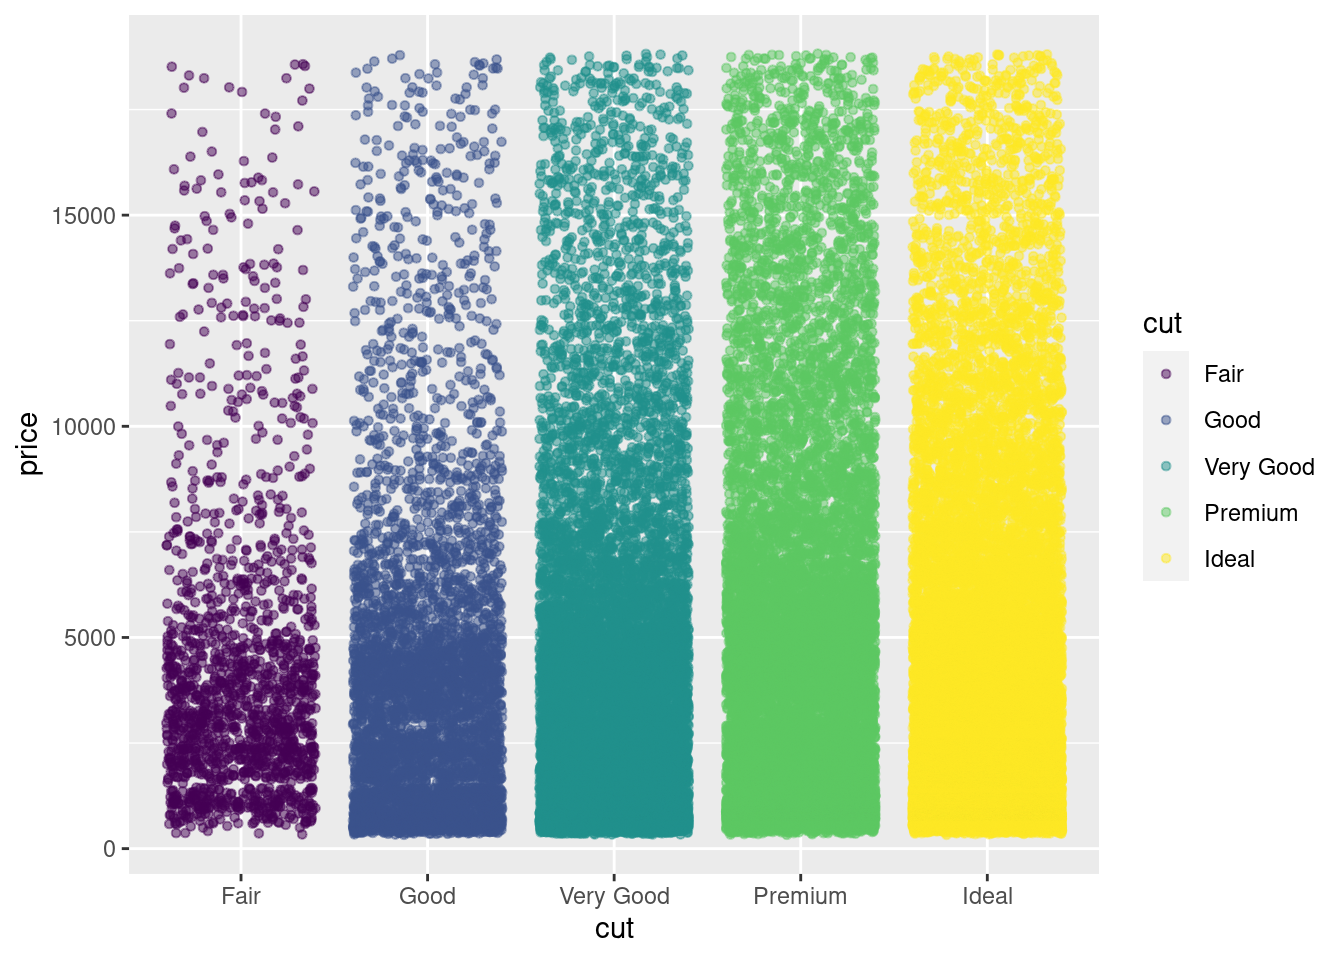 price
15000
10000
5000
0
Fair
Good
Very Good
Premium
Ideal
cut
cut
Fair
Good
Very Good
Premium
Ideal